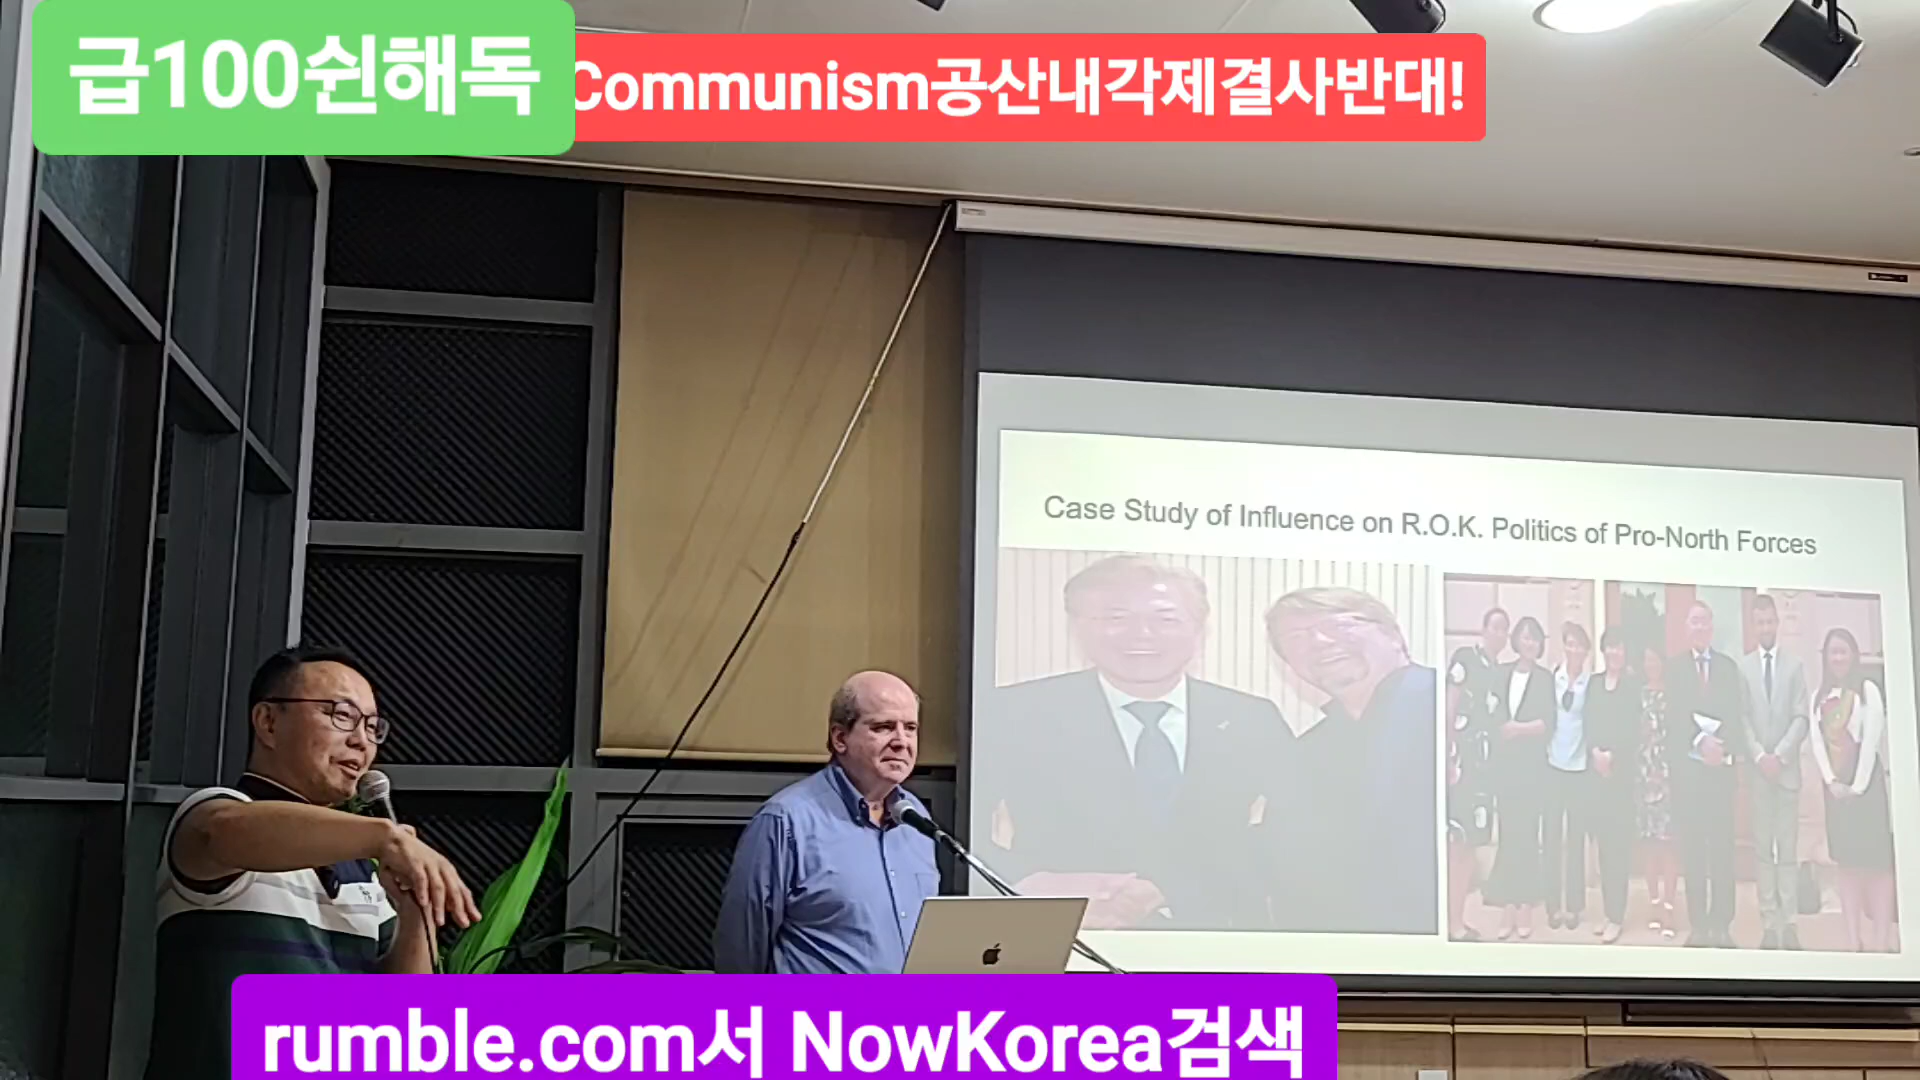 급100쉰해독
Communism공산내각제결사반대!
Case Study of Influence on R.O.K. Politics of Pro-North Forces
rumble.com서 NowKorea검색